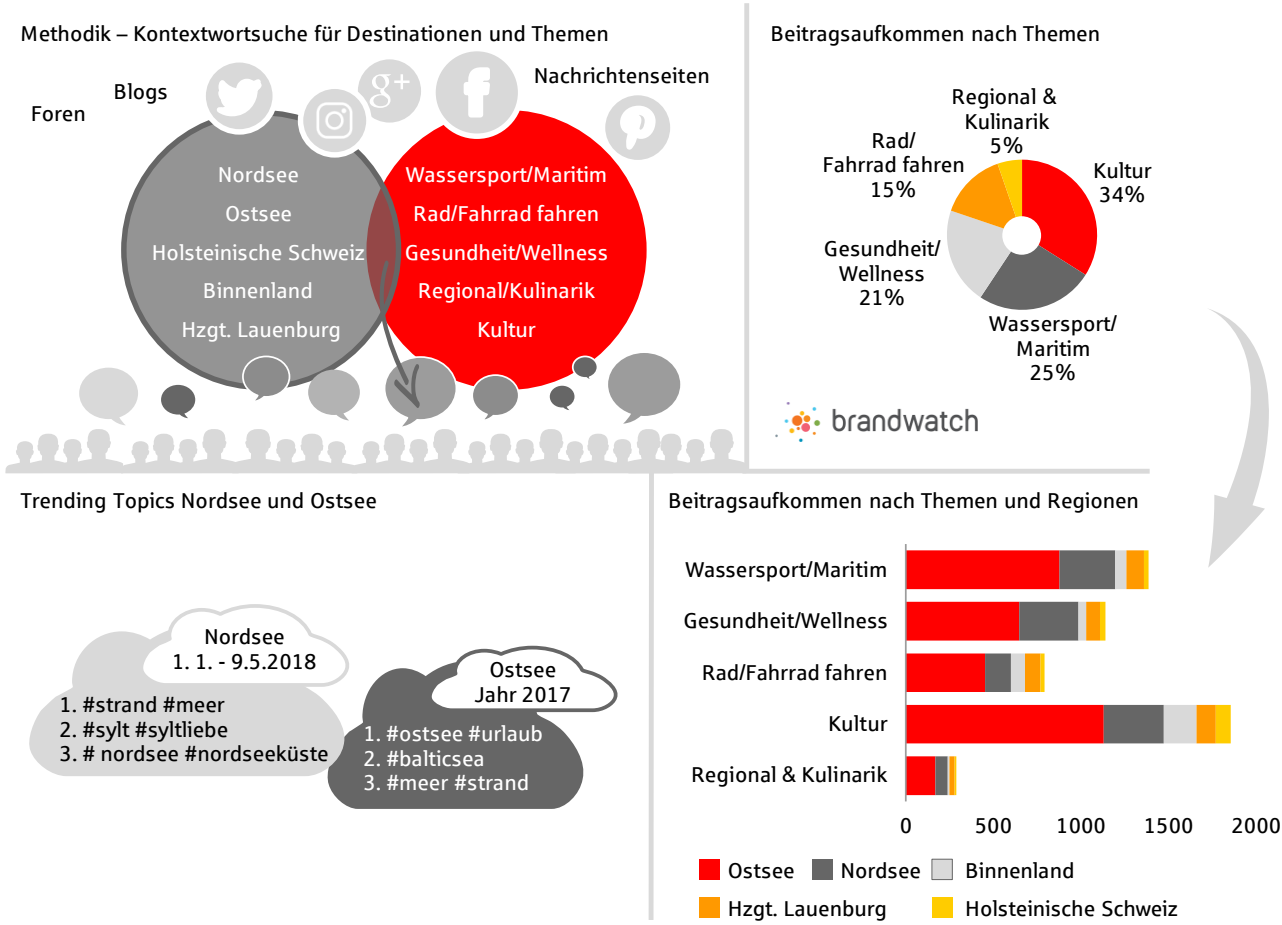 Methodik – Kontextwortsuche für Destinationen und Themen
Foren
Blogs
g+
f
Nachrichtenseiten
Nordsee
Ostsee
Holsteinische Schweiz
Binnenland
Hzgt. Lauenburg
Wassersport/Maritim
Rad/Fahrrad fahren
Gesundheit/Wellness
Regional/Kulinarik
Kultur
Beitragsaufkommen nach Themen
Regional &
Kulinarik
5%
Rad/
Fahrrad fahren
15%
Kultur
34%
Gesundheit/
Wellness
21%
Wassersport/
Maritim
25%
brandwatch
Trending Topics Nordsee und Ostsee
Nordsee
1. 1. - 9.5.2018
1. #strand #meer
2. #sylt #syltliebe
3. # nordsee #nordseeküste
Ostsee
Jahr 2017
1. #ostsee #urlaub
2. #balticsea
3. #meer #strand
Beitragsaufkommen nach Themen und Regionen
Wassersport/Maritim
Gesundheit/Wellness
Rad/Fahrrad fahren
Kultur
Regional & Kulinarik
0 500 1000 1500 2000
Ostsee Nordsee Binnenland
Hzgt. Lauenburg Holsteinische Schweiz